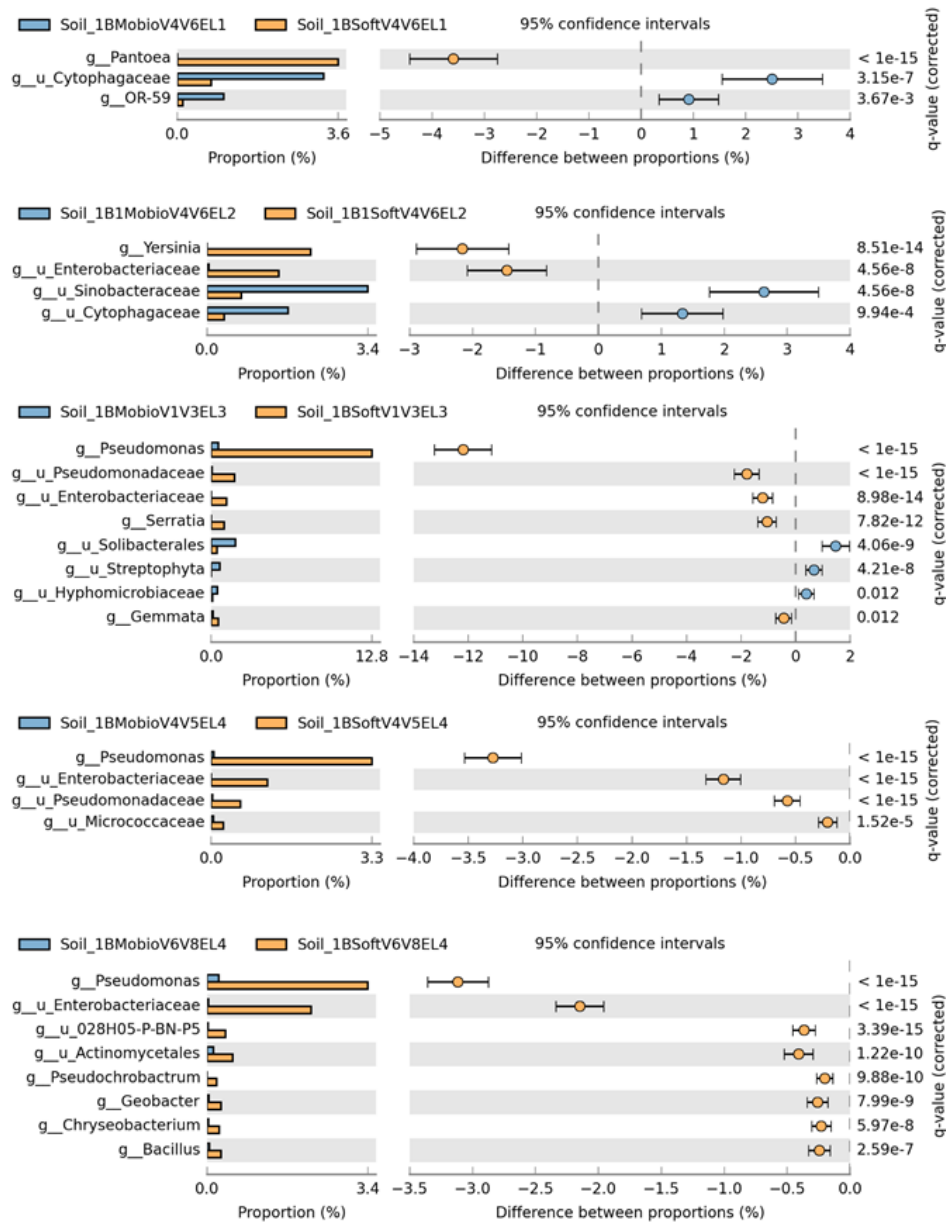 Soil_1BMobioV4V6EL1 Soil_1BSoftV4V6EL1 95% confidence intervals
g__Pantoea < 1e-15
g__u_Cytophagaceae 3.15e-7
g__OR-59 3.67e-3
0.0 3.6 −5 −4 −3 −2 −1 0 1 2 3 4
Proportion (%) Difference between proportions (%)
q-value (corrected)
Soil_1B1MobioV4V6EL2 Soil_1B1SoftV4V6EL2 95% confidence intervals
g__Yersinia 8.51e-14
g__u_Enterobacteriaceae 4.56e-8
g__u_Sinobacteraceae 4.56e-8
g__u_Cytophagaceae 9.94e-4
0.0 3.4 −3 −2 −1 0 1 2 3 4
Proportion (%) Difference between proportions (%)
q-value (corrected)
Soil_1BMobioV1V3EL3 Soil_1BSoftV1V3EL3 95% confidence intervals
g__Pseudomonas < 1e-15
g__u_Pseudomonadaceae < 1e-15
g__u_Enterobacteriaceae 8.98e-14
g__Serratia 7.82e-12
g__u_Solibacterales 4.06e-9
g__u_Streptophyta 4.21e-8
g__u_Hyphomicrobiaceae 0.012
g__Gemmata 0.012
0.0 12.8 −14 −12 −10 −8 −6 −4 −2 0 2
Proportion (%) Difference between proportions (%)
q-value (corrected)
Soil_1BMobioV4V5EL4 Soil_1BSoftV4V5EL4 95% confidence intervals
g__Pseudomonas < 1e-15
g__u_Enterobacteriaceae < 1e-15
g__u_Pseudomonadaceae < 1e-15
g__u_Micrococcaceae 1.52e-5
0.0 3.3 −4.0 −3.5 −3.0 −2.5 −2.0 −1.5 −1.0 −0.5 0.0
Proportion (%) Difference between proportions (%)
q-value (corrected)
Soil_1BMobioV6V8EL4 Soil_1BSoftV6V8EL4 95% confidence intervals
g__Pseudomonas < 1e-15
g__u_Enterobacteriaceae < 1e-15
g__u_028H05-P-BN-P5 3.39e-15
g__u_Actinomycetales 1.22e-10
g__Pseudochrobactrum 9.88e-10
g__Geobacter 7.99e-9
g__Chryseobacterium 5.97e-8
g__Bacillus 2.59e-7
0.0 3.4 −3.5 −3.0 −2.5 −2.0 −1.5 −1.0 −0.5 0.0
Proportion (%) Difference between proportions (%)
q-value (corrected)